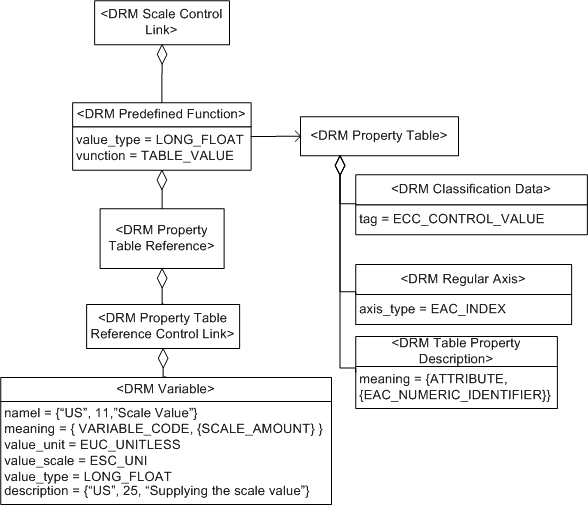 <DRM Scale Control
Link>
<DRM Predefined Function>
value_type = LONG_FLOAT
vunction = TABLE_VALUE
<DRM Property Table>
<DRM Classification Data>
tag = ECC_CONTROL_VALUE
<DRM Property
Table Reference>
<DRM Regular Axis>
axis_type = EAC_INDEX
<DRM Property Table
Reference Control Link>
<DRM Table Property
Description>
meaning = {ATTRIBUTE,
{EAC_NUMERIC_IDENTIFIER}}
<DRM Variable>
namel = {“US”, 11,”Scale Value”}
meaning = { VARIABLE_CODE, {SCALE_AMOUNT} }
value_unit = EUC_UNITLESS
value_scale = ESC_UNI
value_type = LONG_FLOAT
description = {“US”, 25, “Supplying the scale value”}